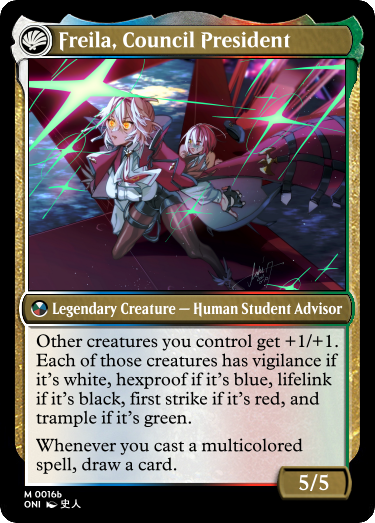 Freila, Council President
Legendary Creature — Human Student Advisor
Other creatures you control get +1/+1.
Each of those creatures has vigilance if
it's white, hexproof if it's blue, lifelink
if it's black, first strike if it's red, and
trample if it's green.
Whenever you cast a multicolored
spell, draw a card.
5/5
M 0016b
ONI 史人